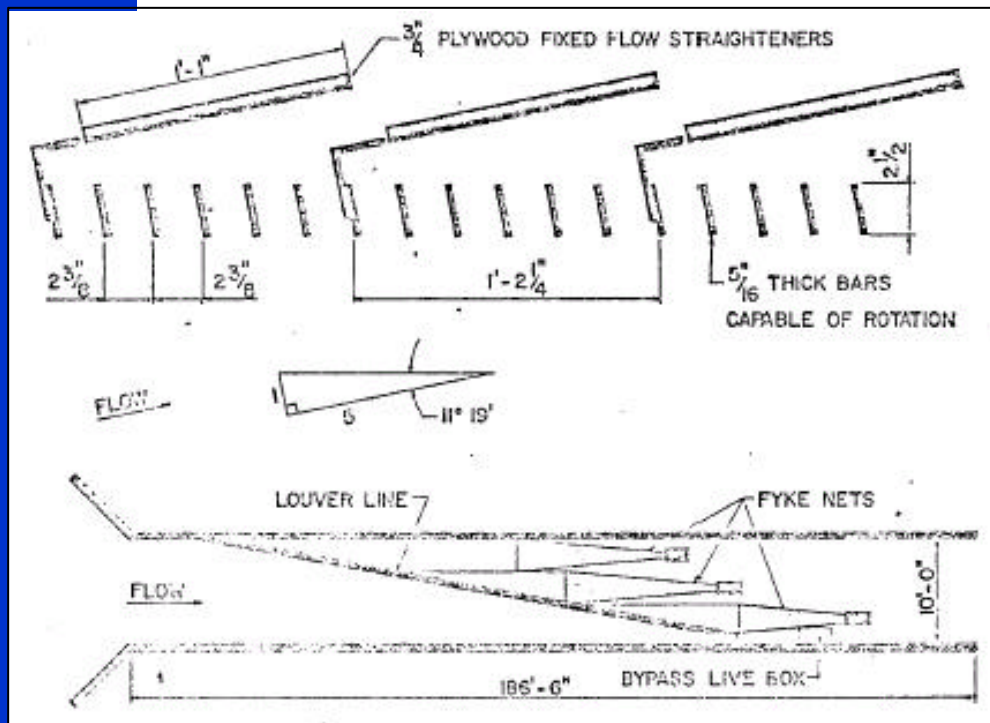 3/4" PLYWOOD FIXED FLOW STRAIGHTENERS
1'-1"
2 1/2"
2 3/8"
2 3/8"
1'-2 1/4"
5/16" THICK BARS
CAPABLE OF ROTATION
FLOW
1
5
11° 19'
LOUVER LINE
FYKE NETS
FLOW
10'-0"
BYPASS LIVE BOX
186'-6"